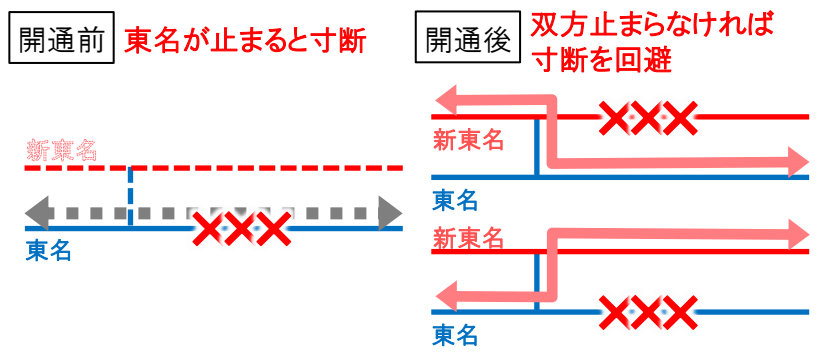 開通前
東名が止まると寸断
新東名
東名
開通後
双方止まらなければ
寸断を回避
新東名
東名
新東名
東名